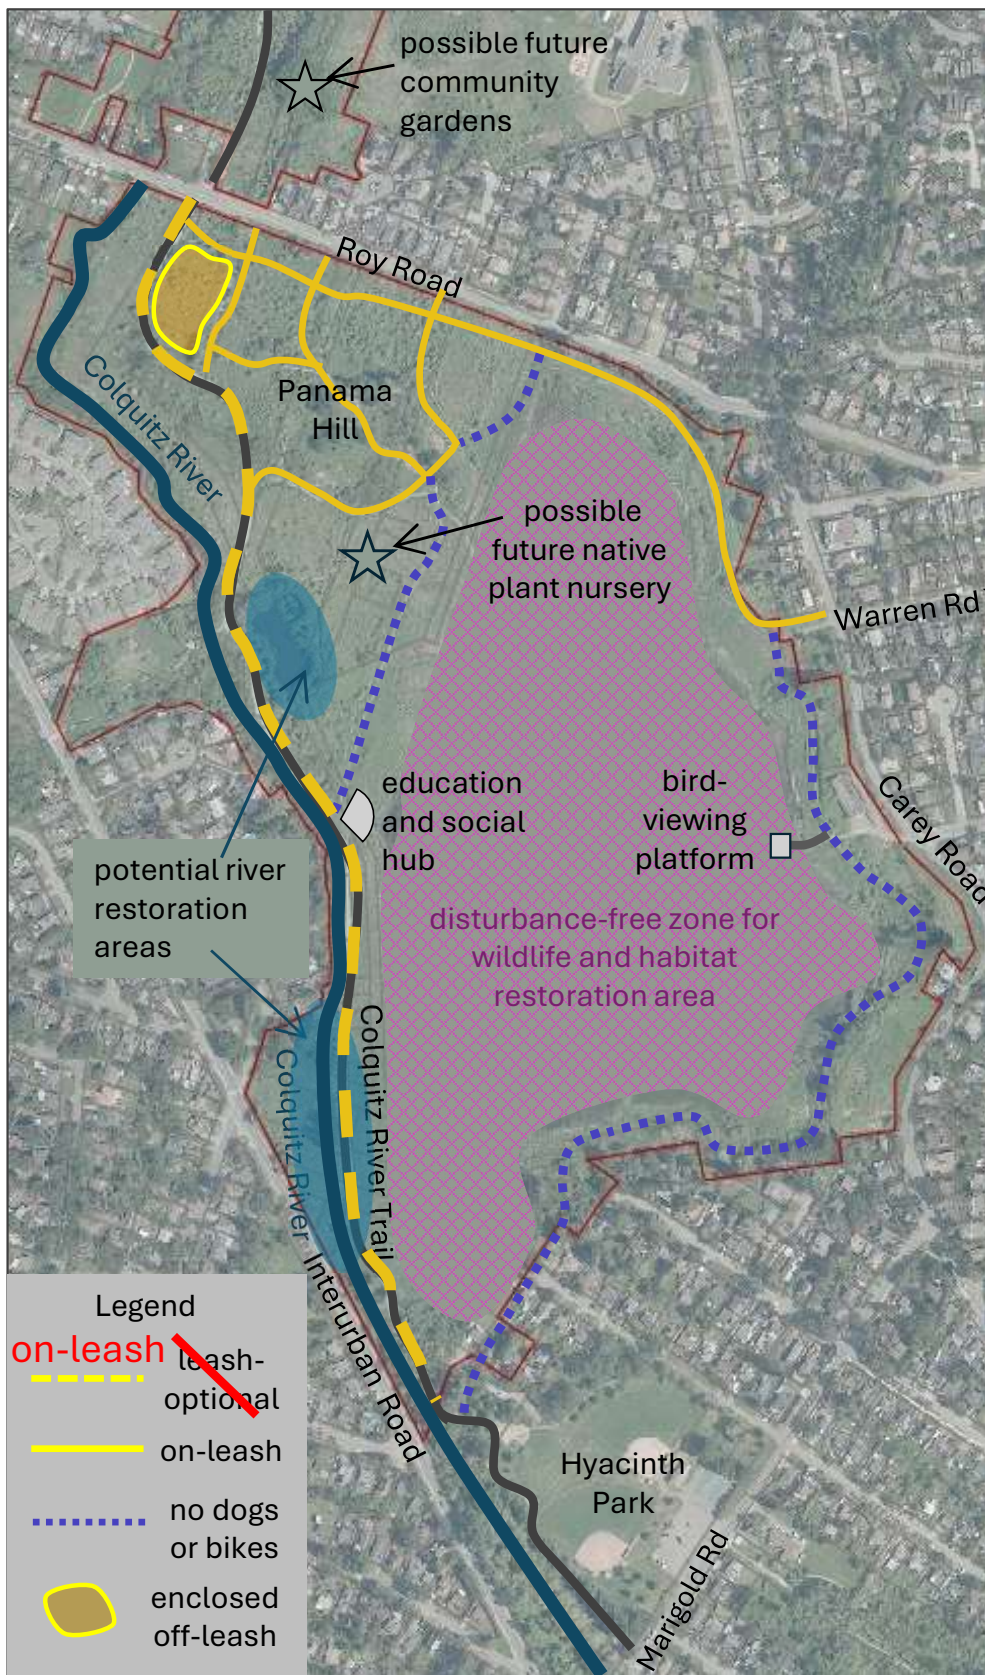 possible future
community
gardens
Roy Road
Colquitz River
Panama
Hill
possible
future native
plant nursery
Warren Rd
education
and social
hub
bird-
viewing
platform
Carey Road
potential river
restoration
areas
disturbance-free zone for
wildlife and habitat
restoration area
Colquitz River
Colquitz River Trail
Interurban Road
Legend
on-leash
leash-
optional
on-leash
no dogs
or bikes
enclosed
off-leash
Hyacinth
Park
Marigold Rd